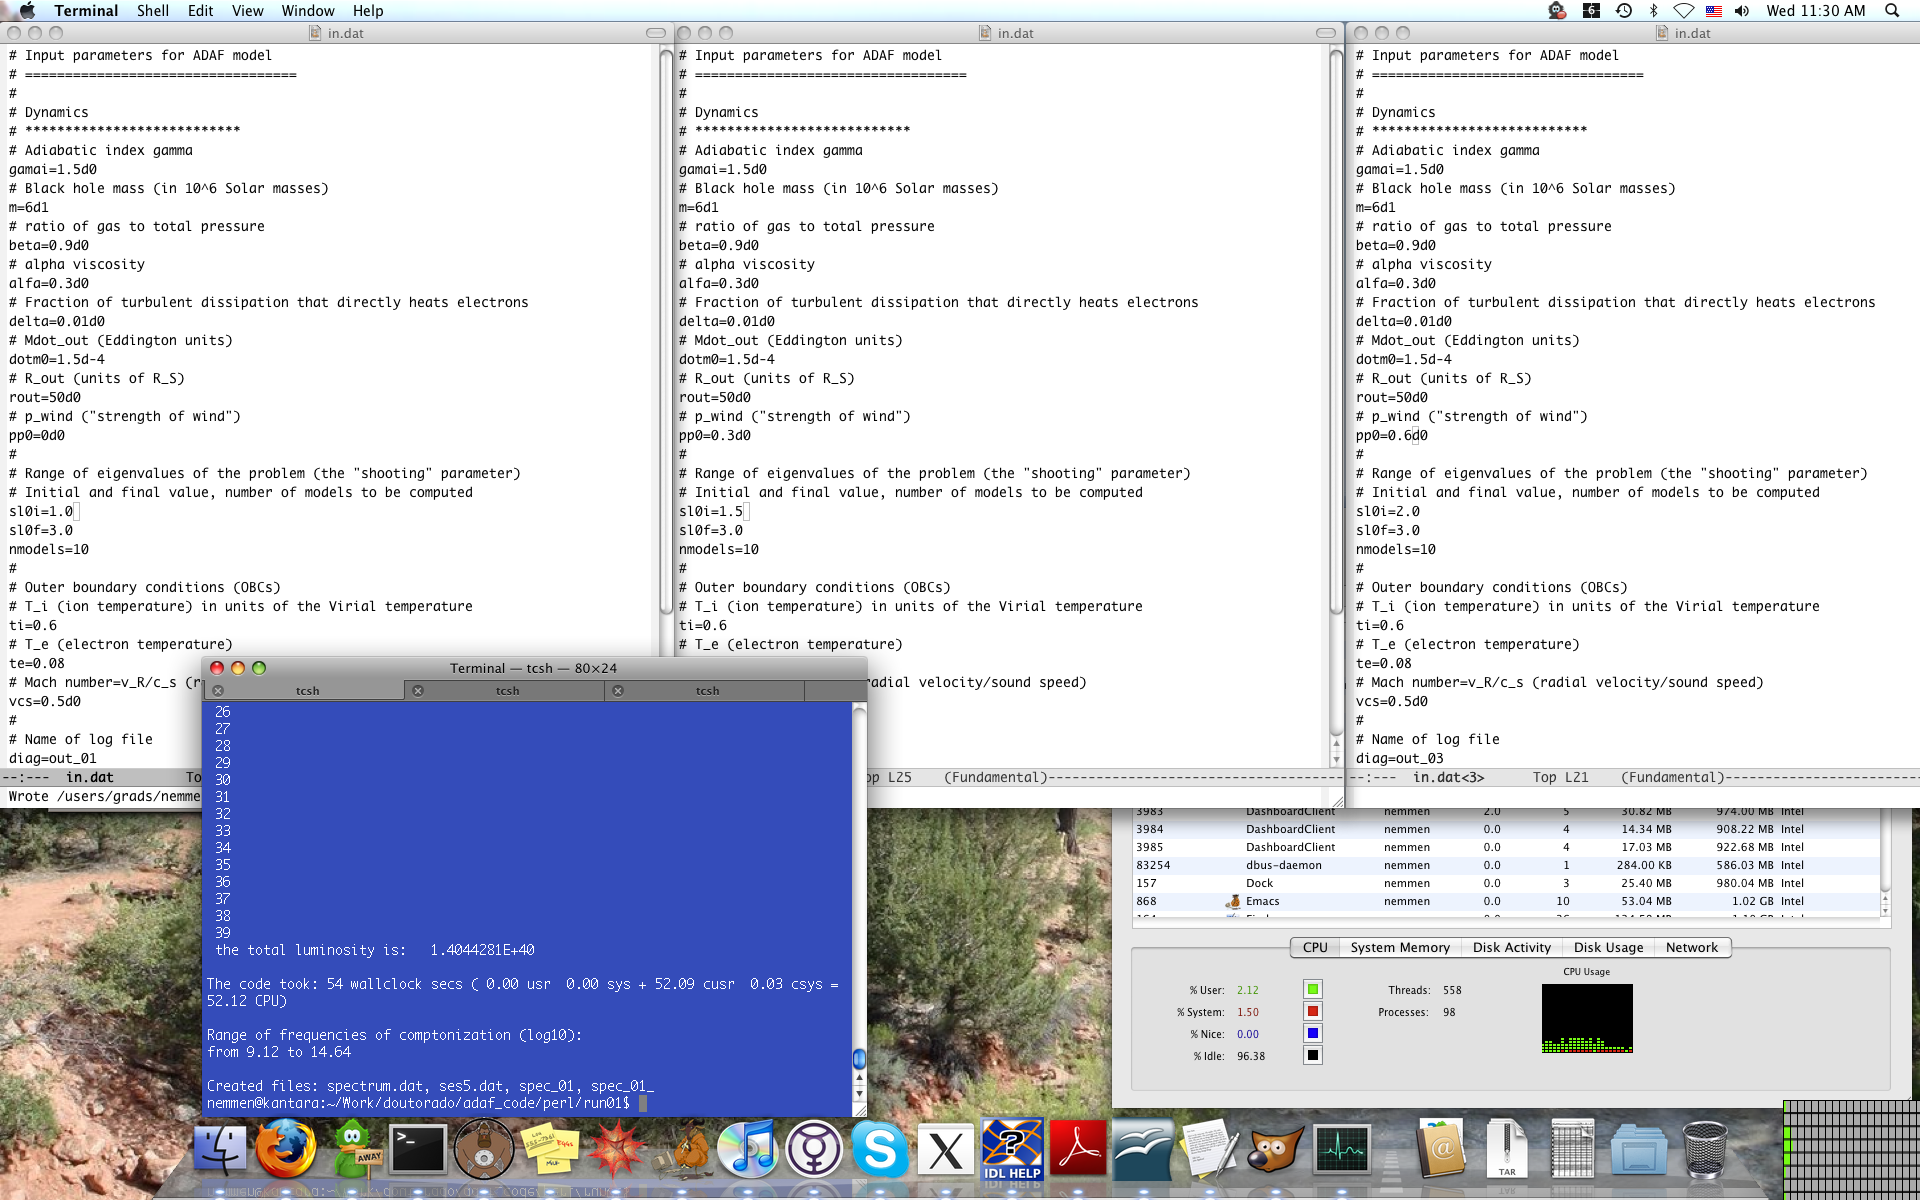 Terminal Shell Edit View Window Help
6 Wed 11:30 AM
in.dat
# Input parameters for ADAF model
# ==================================
#
# Dynamics
# ***************************
# Adiabatic index gamma
gamai=1.5d0
# Black hole mass (in 10^6 Solar masses)
m=6d1
# ratio of gas to total pressure
beta=0.9d0
# alpha viscosity
alfa=0.3d0
# Fraction of turbulent dissipation that directly heats electrons
delta=0.01d0
# Mdot_out (Eddington units)
dotm0=1.5d-4
# R_out (units of R_S)
rout=50d0
# p_wind ("strength of wind")
pp0=0d0
#
# Range of eigenvalues of the problem (the "shooting" parameter)
# Initial and final value, number of models to be computed
sl0i=1.0
sl0f=3.0
nmodels=10
#
# Outer boundary conditions (OBCs)
# T_i (ion temperature) in units of the Virial temperature
ti=0.6
# T_e (electron temperature)
te=0.08
# Mach number=v_R/c_s (r
vcs=0.5d0
#
# Name of log file
diag=out_01
--:--- in.dat To
Wrote /users/grads/nemme
in.dat
# Input parameters for ADAF model
# ==================================
#
# Dynamics
# ***************************
# Adiabatic index gamma
gamai=1.5d0
# Black hole mass (in 10^6 Solar masses)
m=6d1
# ratio of gas to total pressure
beta=0.9d0
# alpha viscosity
alfa=0.3d0
# Fraction of turbulent dissipation that directly heats electrons
delta=0.01d0
# Mdot_out (Eddington units)
dotm0=1.5d-4
# R_out (units of R_S)
rout=50d0
# p_wind ("strength of wind")
pp0=0.3d0
#
# Range of eigenvalues of the problem (the "shooting" parameter)
# Initial and final value, number of models to be computed
sl0i=1.5
sl0f=3.0
nmodels=10
#
# Outer boundary conditions (OBCs)
# T_i (ion temperature) in units of the Virial temperature
ti=0.6
# T_e (electron temperature)
radial velocity/sound speed)
op L25 (Fundamental)
in.dat
# Input parameters for ADAF model
# ==================================
#
# Dynamics
# ***************************
# Adiabatic index gamma
gamai=1.5d0
# Black hole mass (in 10^6 Solar masses)
m=6d1
# ratio of gas to total pressure
beta=0.9d0
# alpha viscosity
alfa=0.3d0
# Fraction of turbulent dissipation that directly heats electrons
delta=0.01d0
# Mdot_out (Eddington units)
dotm0=1.5d-4
# R_out (units of R_S)
rout=50d0
# p_wind ("strength of wind")
pp0=0.6d0
#
# Range of eigenvalues of the problem (the "shooting" parameter)
# Initial and final value, number of models to be computed
sl0i=2.0
sl0f=3.0
nmodels=10
#
# Outer boundary conditions (OBCs)
# T_i (ion temperature) in units of the Virial temperature
ti=0.6
# T_e (electron temperature)
te=0.08
# Mach number=v_R/c_s (radial velocity/sound speed)
vcs=0.5d0
#
# Name of log file
diag=out_03
--:--- in.dat<3> Top L21 (Fundamental)
Terminal — tcsh — 80×24
tcsh tcsh tcsh
26
27
28
29
30
31
32
33
34
35
36
37
38
39
the total luminosity is: 1.4044281E+40
The code took: 54 wallclock secs ( 0.00 usr 0.00 sys + 52.09 cusr 0.03 csys =
52.12 CPU)
Range of frequencies of comptonization (log10):
from 9.12 to 14.64
Created files: spectrum.dat, ses5.dat, spec_01, spec_01_
nemmen@kantara:~/Work/doutorado/adaf_code/perl/run01$
3983 DashboardClient nemmen 2.0 5 30.82 MB 974.00 MB Intel
3984 DashboardClient nemmen 0.0 4 14.34 MB 908.22 MB Intel
3985 DashboardClient nemmen 0.0 4 17.03 MB 922.68 MB Intel
83254 dbus-daemon nemmen 0.0 1 284.00 KB 586.03 MB Intel
157 Dock nemmen 0.0 3 25.40 MB 980.04 MB Intel
868 Emacs nemmen 0.0 10 53.04 MB 1.02 GB Intel
CPU System Memory Disk Activity Disk Usage Network
CPU Usage
% User: 2.12 Threads: 558
% System: 1.50 Processes: 98
% Nice: 0.00
% Idle: 96.38
AWAY
>_
X
IDL HELP
TAR